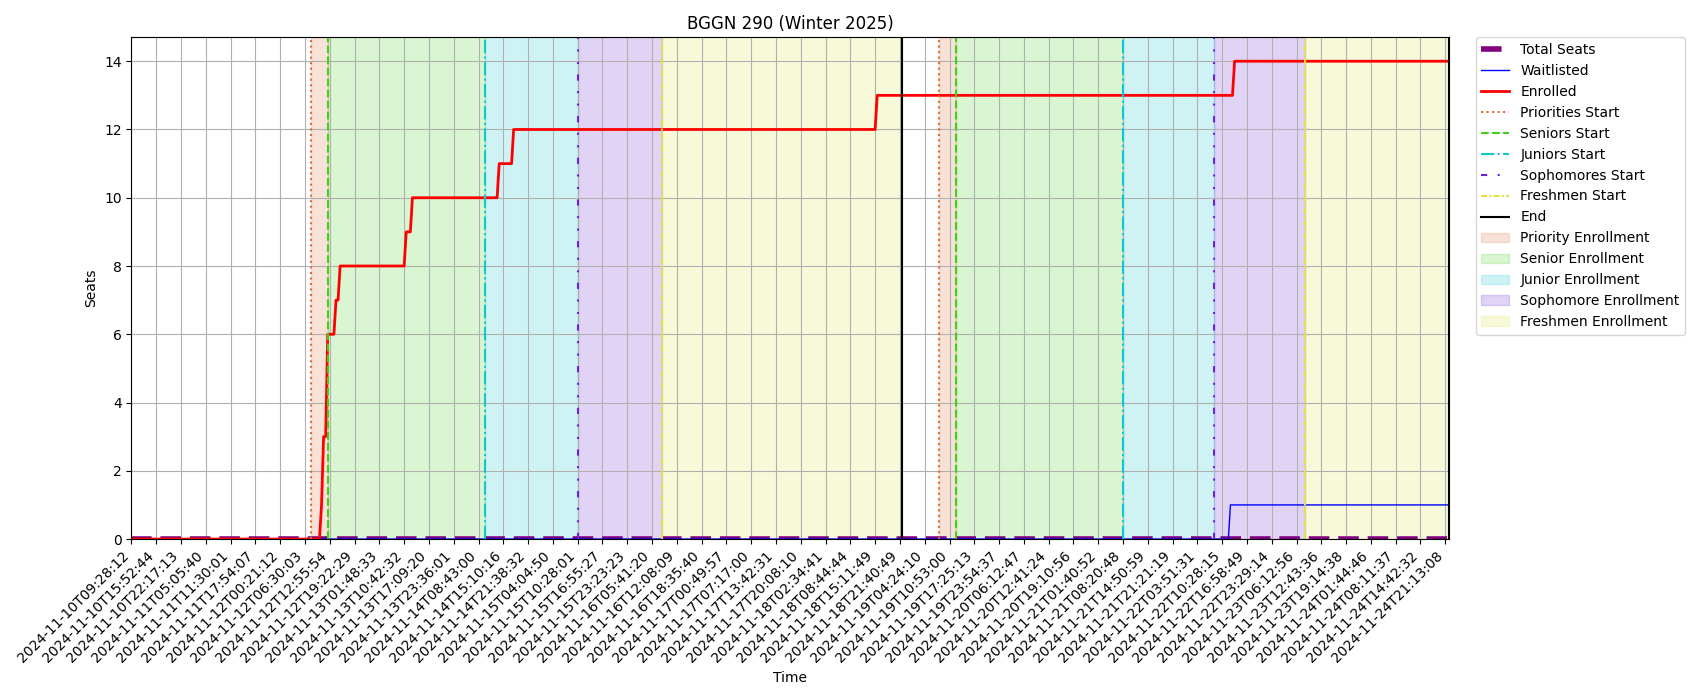 BGGN 290 (Winter 2025)
14
12
10
8
6
4
2
0
Seats
2024-11-10T09:28:12
2024-11-10T15:52:44
2024-11-10T22:17:13
2024-11-11T05:05:40
2024-11-11T11:30:01
2024-11-11T17:54:07
2024-11-12T00:21:12
2024-11-12T06:30:03
2024-11-12T12:55:54
2024-11-12T19:22:29
2024-11-13T01:48:33
2024-11-13T10:42:32
2024-11-13T17:09:20
2024-11-13T23:36:01
2024-11-14T08:43:00
2024-11-14T15:10:16
2024-11-14T21:38:32
2024-11-15T04:04:50
2024-11-15T10:28:01
2024-11-15T16:55:27
2024-11-15T23:23:23
2024-11-16T05:41:20
2024-11-16T12:08:09
2024-11-16T18:35:40
2024-11-17T00:49:57
2024-11-17T07:17:00
2024-11-17T13:42:31
2024-11-17T20:08:10
2024-11-18T02:34:41
2024-11-18T08:44:44
2024-11-18T15:11:49
2024-11-18T21:40:49
2024-11-19T04:24:10
2024-11-19T10:53:00
2024-11-19T17:25:13
2024-11-19T23:54:37
2024-11-20T06:12:47
2024-11-20T12:41:24
2024-11-20T19:10:56
2024-11-21T01:40:52
2024-11-21T08:20:48
2024-11-21T14:50:59
2024-11-21T21:21:19
2024-11-22T03:51:31
2024-11-22T10:28:15
2024-11-22T16:58:49
2024-11-22T23:29:14
2024-11-23T06:12:56
2024-11-23T12:43:36
2024-11-23T19:14:38
2024-11-24T01:44:46
2024-11-24T08:11:37
2024-11-24T14:42:32
2024-11-24T21:13:08
Time
Total Seats
Waitlisted
Enrolled
Priorities Start
Seniors Start
Juniors Start
Sophomores Start
Freshmen Start
End
Priority Enrollment
Senior Enrollment
Junior Enrollment
Sophomore Enrollment
Freshmen Enrollment